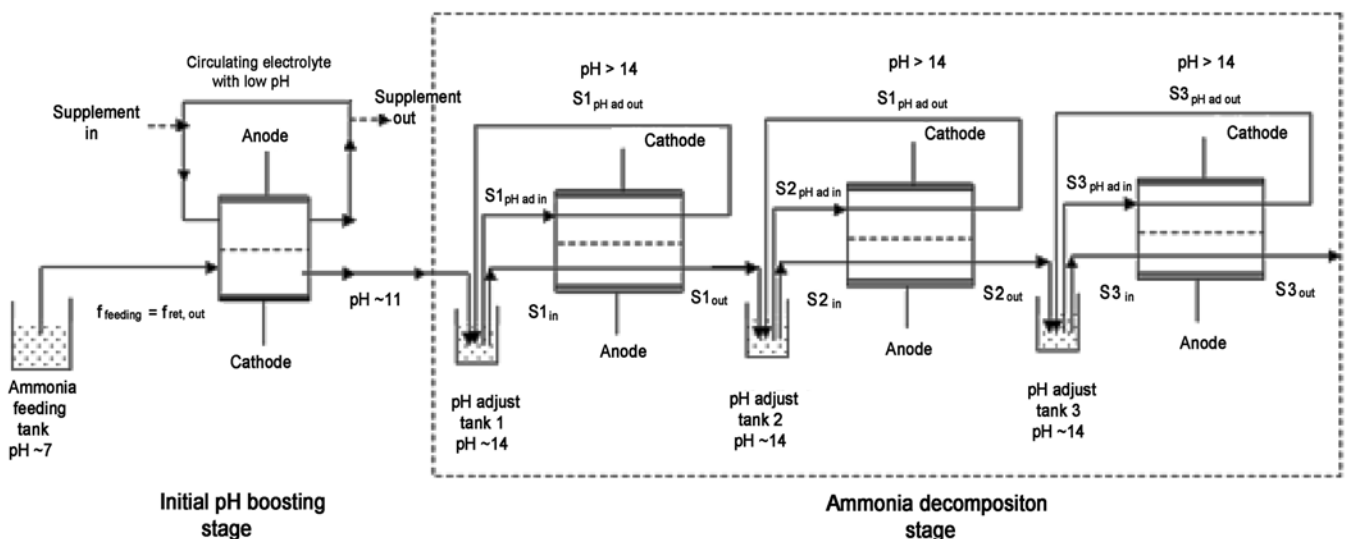 Circulating electrolyte
with low pH
Supplement
in
Supplement
out
Anode
f feeding = f ret, out
pH ~11
Cathode
Ammonia
feeding
tank
pH ~7
Initial pH boosting
stage
pH > 14
S1 pH ad out
Cathode
S1 pH ad in
S1 in
S1 out
Anode
pH adjust
tank 1
pH ~14
pH > 14
S1 pH ad out
Cathode
S2 pH ad in
S2 in
S2 out
Anode
pH adjust
tank 2
pH ~14
pH > 14
S3 pH ad out
Cathode
S3 pH ad in
S3 in
S3 out
Anode
pH adjust
tank 3
pH ~14
Ammonia decompositon
stage